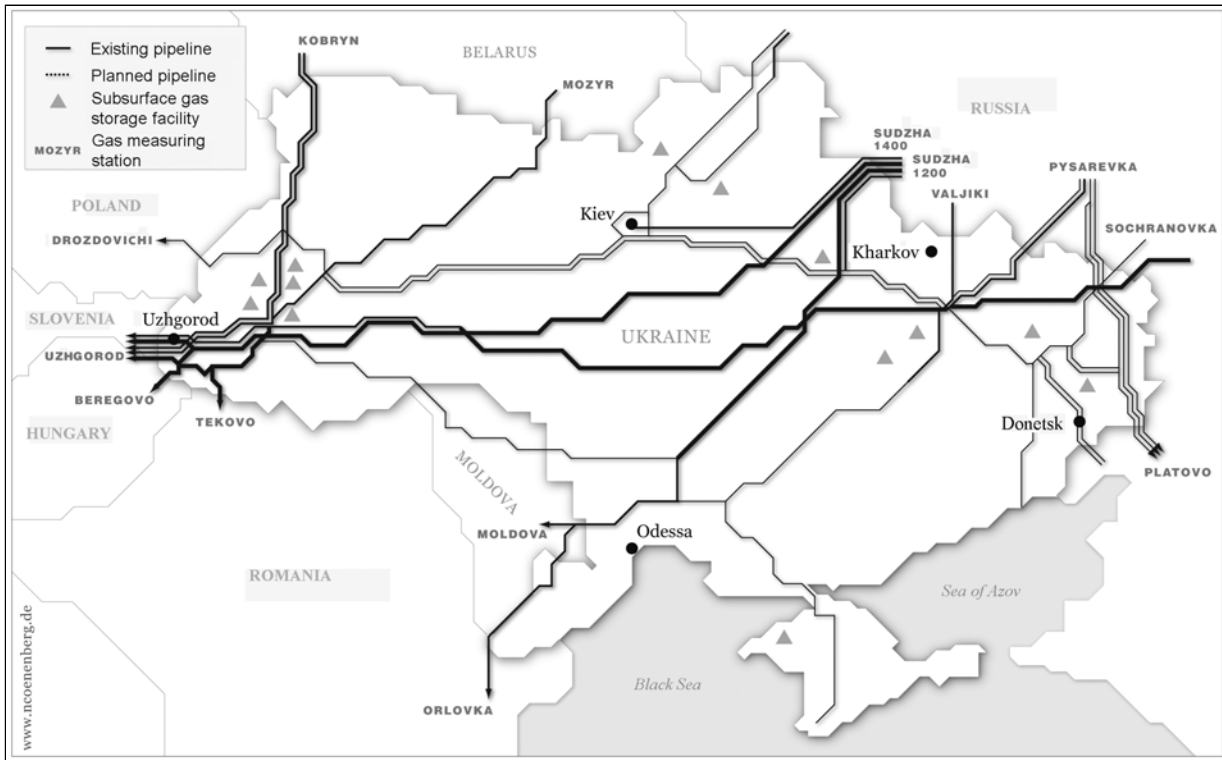 Existing pipeline
Planned pipeline
Subsurface gas
storage facility
MOZYR
Gas measuring
station
KOBRYN
BELARUS
MOZYR
RUSSIA
SUDZHA
1400
SUDZHA
1200
PYSAREVKA
VALJIKI
POLAND
DROZDOVICHI
Kiev
Kharkov
SOCHRANOVKA
SLOVENIA
Uzhgorod
UKRAINE
UZHGOROD
BEREGOVO
TEKOVO
HUNGARY
Donetsk
PLATOVO
MOLDOVA
MOLDOVA
Odessa
ROMANIA
Sea of Azov
Black Sea
ORLOVKA
www.ncoenenberg.de